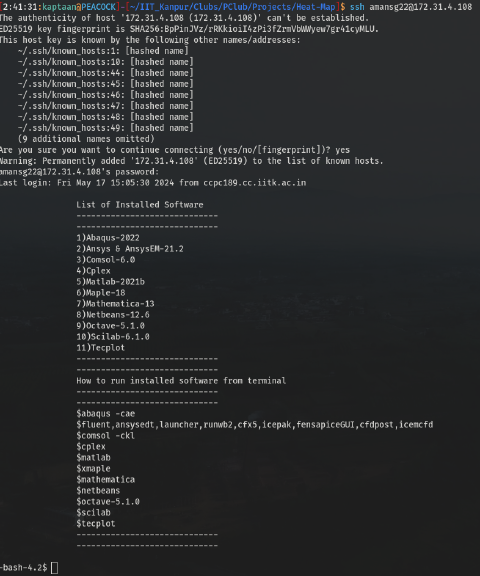 [2:41:31:kaptaan@PEACOCK]-[~/IIT_Kanpur/Clubs/PClub/Projects/Heat-Map]$ ssh amansg22@172.31.4.108
The authenticity of host '172.31.4.108 (172.31.4.108)' can't be established.
ED25519 key fingerprint is SHA256:BpPinJVz/rRKkioiI4zPi3fZrmVbWWyew7gr41cyMLU.
This host key is known by the following other names/addresses:
    ~/.ssh/known_hosts:1: [hashed name]
    ~/.ssh/known_hosts:10: [hashed name]
    ~/.ssh/known_hosts:44: [hashed name]
    ~/.ssh/known_hosts:45: [hashed name]
    ~/.ssh/known_hosts:46: [hashed name]
    ~/.ssh/known_hosts:47: [hashed name]
    ~/.ssh/known_hosts:48: [hashed name]
    ~/.ssh/known_hosts:49: [hashed name]
    (9 additional names omitted)
Are you sure you want to continue connecting (yes/no/[fingerprint])? yes
Warning: Permanently added '172.31.4.108' (ED25519) to the list of known hosts.
amansg22@172.31.4.108's password:
Last login: Fri May 17 15:05:30 2024 from ccpc189.cc.iitk.ac.in
List of Installed Software
-----------------------------
1)Abaqus-2022
2)Ansys & AnsysEM-21.2
3)Comsol-6.0
4)Cplex
5)Matlab-2021b
6)Maple-18
7)Mathematica-13
8)Netbeans-12.6
9)Octave-5.1.0
10)Scilab-6.1.0
11)Tecplot
-----------------------------
-----------------------------
How to run installed software from terminal
-----------------------------
-----------------------------
$abaqus -cae
$fluent,ansysedt,launcher,runwb2,cfx5,icepak,fensapiceGUI,cfdpost,icemcfd
$comsol -ckl
$cplex
$matlab
$xmaple
$mathematica
$netbeans
$octave-5.1.0
$scilab
$tecplot
-----------------------------
-----------------------------
-bash-4.2$